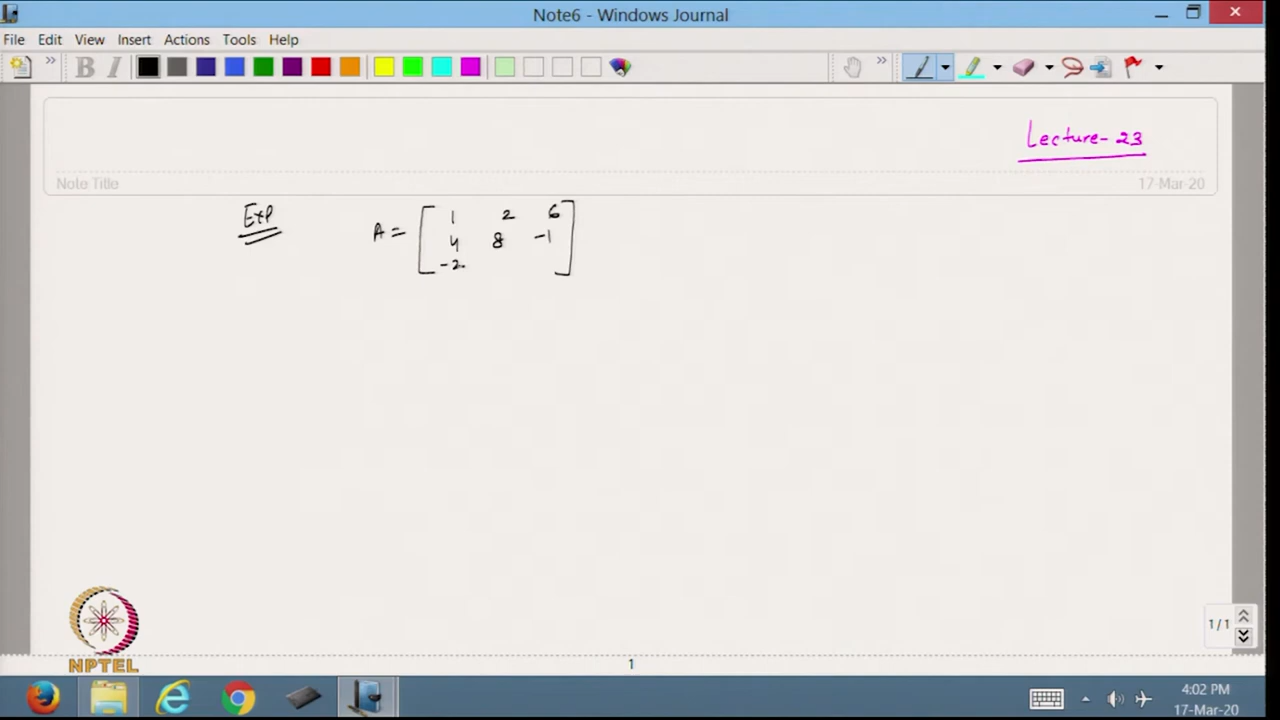 Note6 - Windows Journal
File Edit View Insert Actions Tools Help
B I
Lecture-23
Note Title
17-Mar-20
Exp
A = [ 1 2 6
4 8 -1
-2 ]
1/1
NPTEL
1
4:02 PM
17-Mar-20